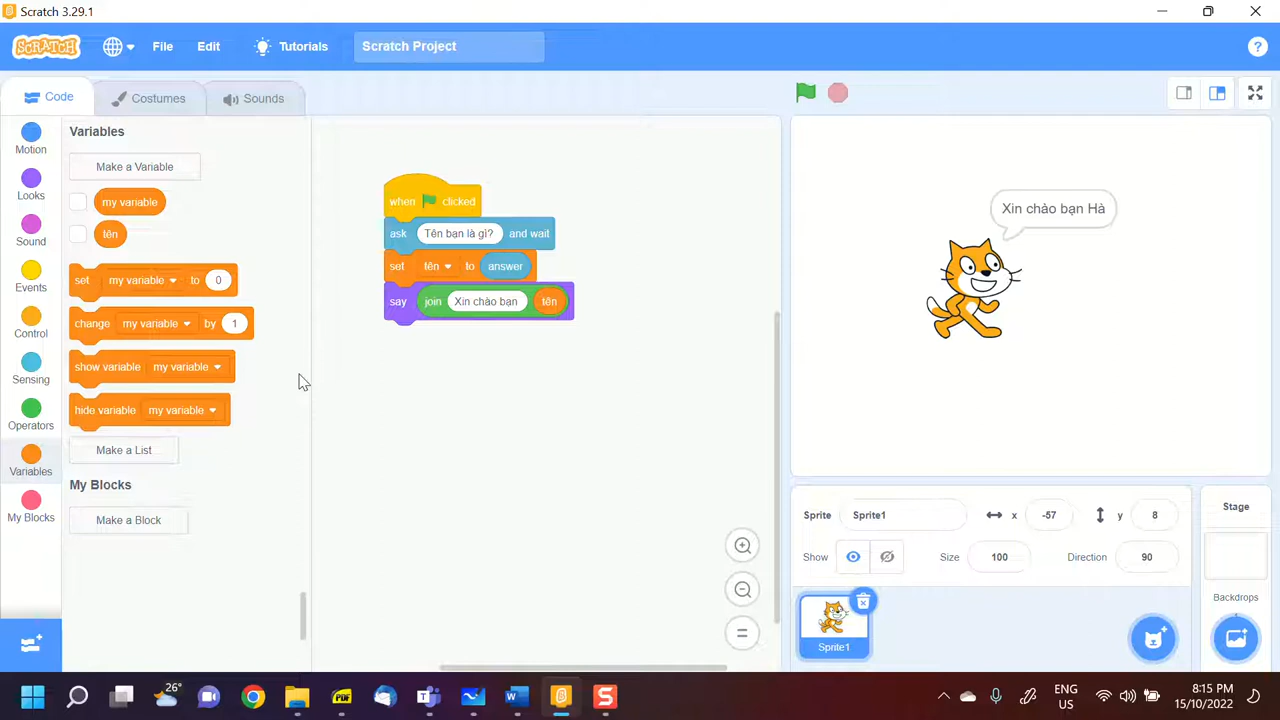 Scratch 3.29.1
SCRATCH
File
Edit
Tutorials
Scratch Project
?
Code
Costumes
Sounds
Motion
Looks
Sound
Events
Control
Sensing
Operators
Variables
My Blocks
Variables
Make a Variable
my variable
tên
set my variable to 0
change my variable by 1
show variable my variable
hide variable my variable
Make a List
My Blocks
Make a Block
when clicked
ask Tên bạn là gì? and wait
set tên to answer
say join Xin chào bạn tên
Xin chào bạn Hà
Sprite Sprite1 x -57 y 8
Show Size 100 Direction 90
Sprite1
Stage
Backdrops
26°
PDF
W
S
ENG
US
8:15 PM
15/10/2022